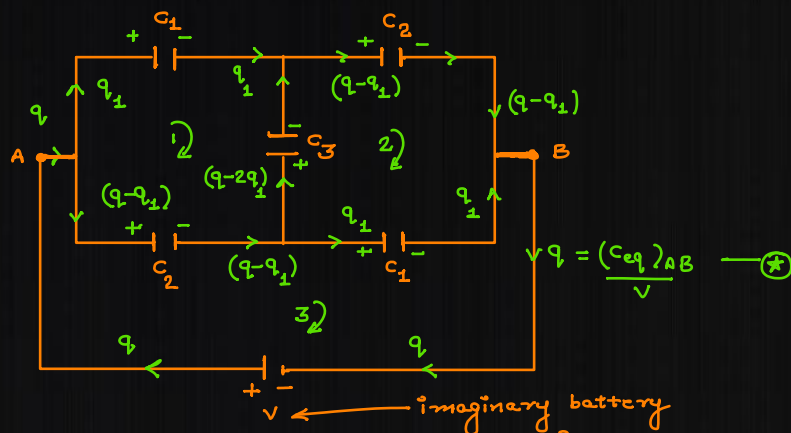 C1
+ -
C2
+ -
q1
q1
(q-q1)
q
(q-q1)
- C3
+
1
2
A
B
(q-2q1)
(q-q1)
q1
q1
+ -
C2
(q-q1)
+ -
C1
q = (Ceq)AB
V
*
3
q
q
+ -
V
imaginary battery